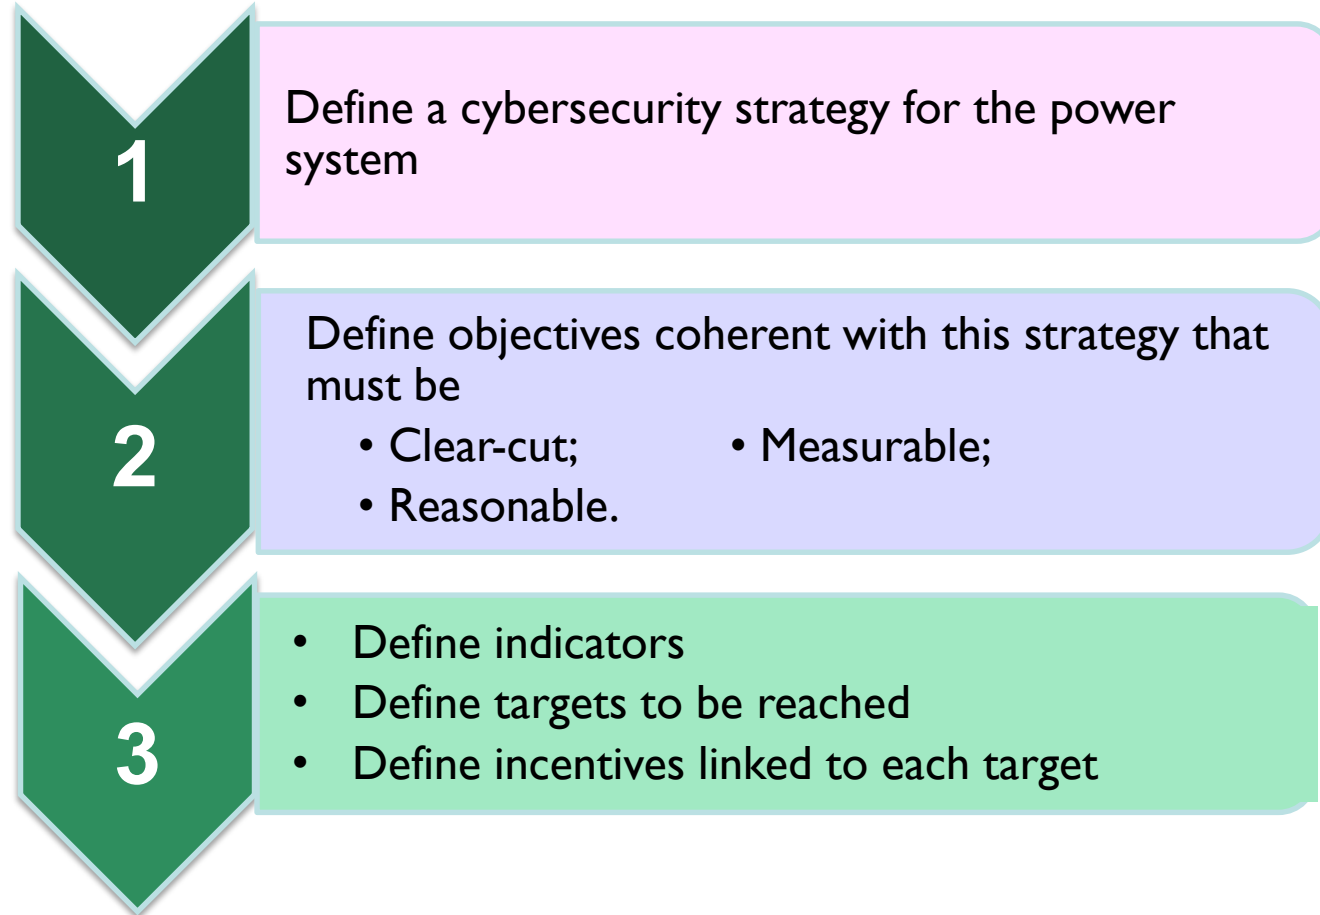 1
Define a cybersecurity strategy for the power
system
2
Define objectives coherent with this strategy that
must be
• Clear-cut; • Measurable;
• Reasonable.
3
• Define indicators
• Define targets to be reached
• Define incentives linked to each target